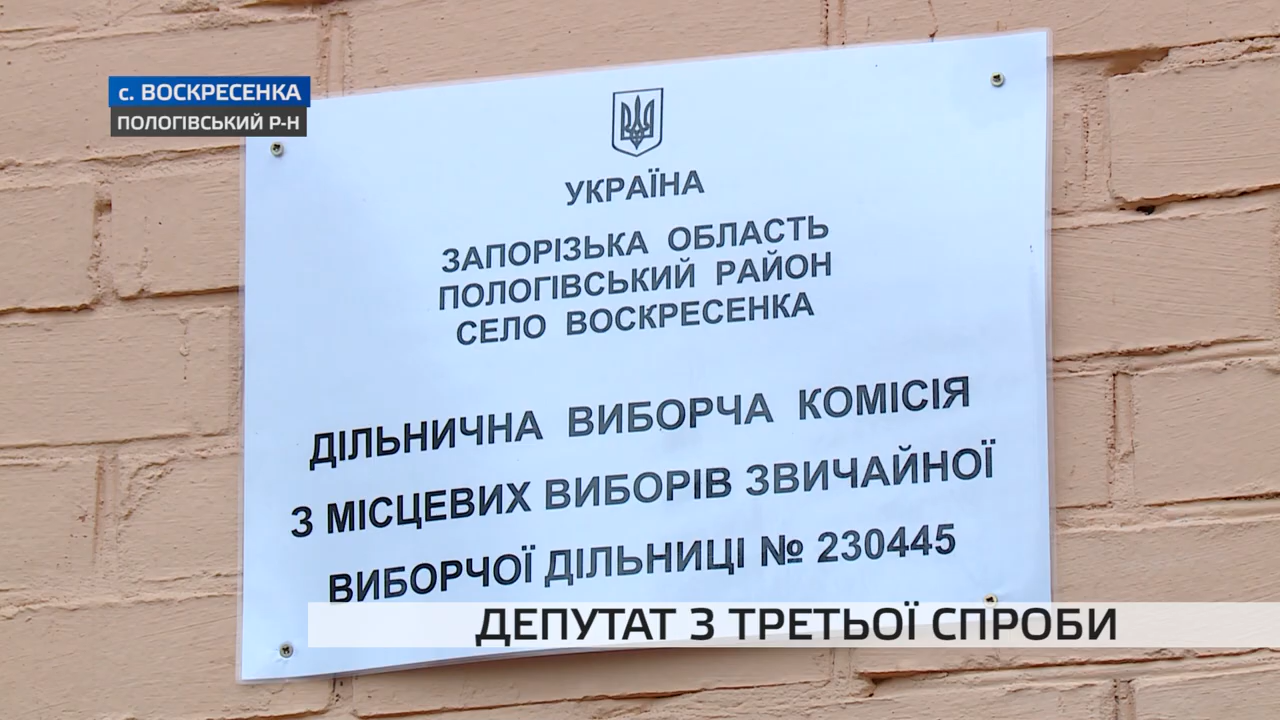 с. ВОСКРЕСЕНКА
ПОЛОГІВСЬКИЙ Р-Н
УКРАЇНА
ЗАПОРІЗЬКА ОБЛАСТЬ
ПОЛОГІВСЬКИЙ РАЙОН
СЕЛО ВОСКРЕСЕНКА
ДІЛЬНИЧНА ВИБОРЧА КОМІСІЯ
З МІСЦЕВИХ ВИБОРІВ ЗВИЧАЙНОЇ
ВИБОРЧОЇ ДІЛЬНИЦІ № 230445
ДЕПУТАТ З ТРЕТЬОЇ СПРОБИ